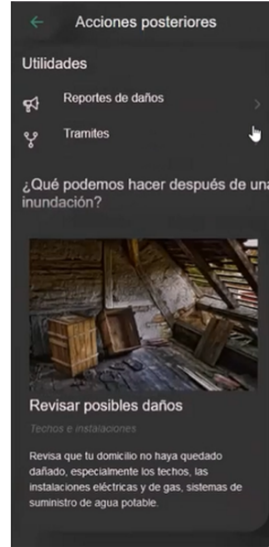 Acciones posteriores
Utilidades
Reportes de daños
Tramites
¿Qué podemos hacer después de una
inundación?
Revisar posibles daños
Techos e instalaciones
Revisa que tu domicilio no haya quedado
dañado, especialmente los techos, las
instalaciones eléctricas y de gas, sistemas de
suministro de agua potable.